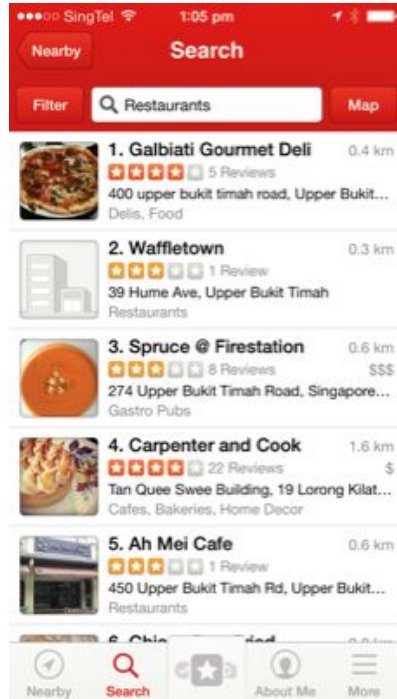 SingTel 1:05 pm
Nearby Search
Filter Restaurants Map
1. Galbiati Gourmet Deli 0.4 km
5 Reviews
400 upper bukit timah road, Upper Bukit...
Delis, Food
2. Waffletown 0.3 km
1 Review
39 Hume Ave, Upper Bukit Timah
Restaurants
3. Spruce @ Firestation 0.6 km
8 Reviews $$$
274 Upper Bukit Timah Road, Singapore...
Gastro Pubs
4. Carpenter and Cook 1.6 km
22 Reviews $
Tan Quee Swee Building, 19 Lorong Kilat...
Cafes, Bakeries, Home Decor
5. Ah Mei Cafe 0.6 km
1 Review
450 Upper Bukit Timah Rd, Upper Bukit...
Restaurants
6.
Nearby Search About Me More